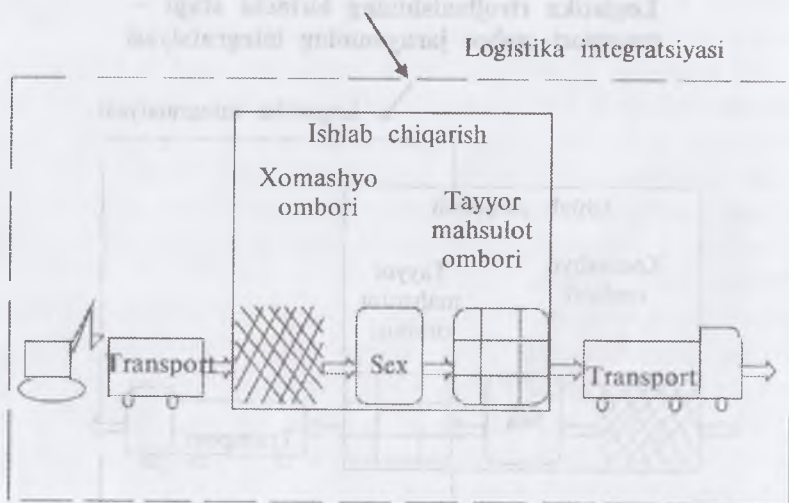 Logistika integratsiyasi
Ishlab chiqarish
Xomashyo
ombori
Tayyor
mahsulot
ombori
Transport
Sex
Transport